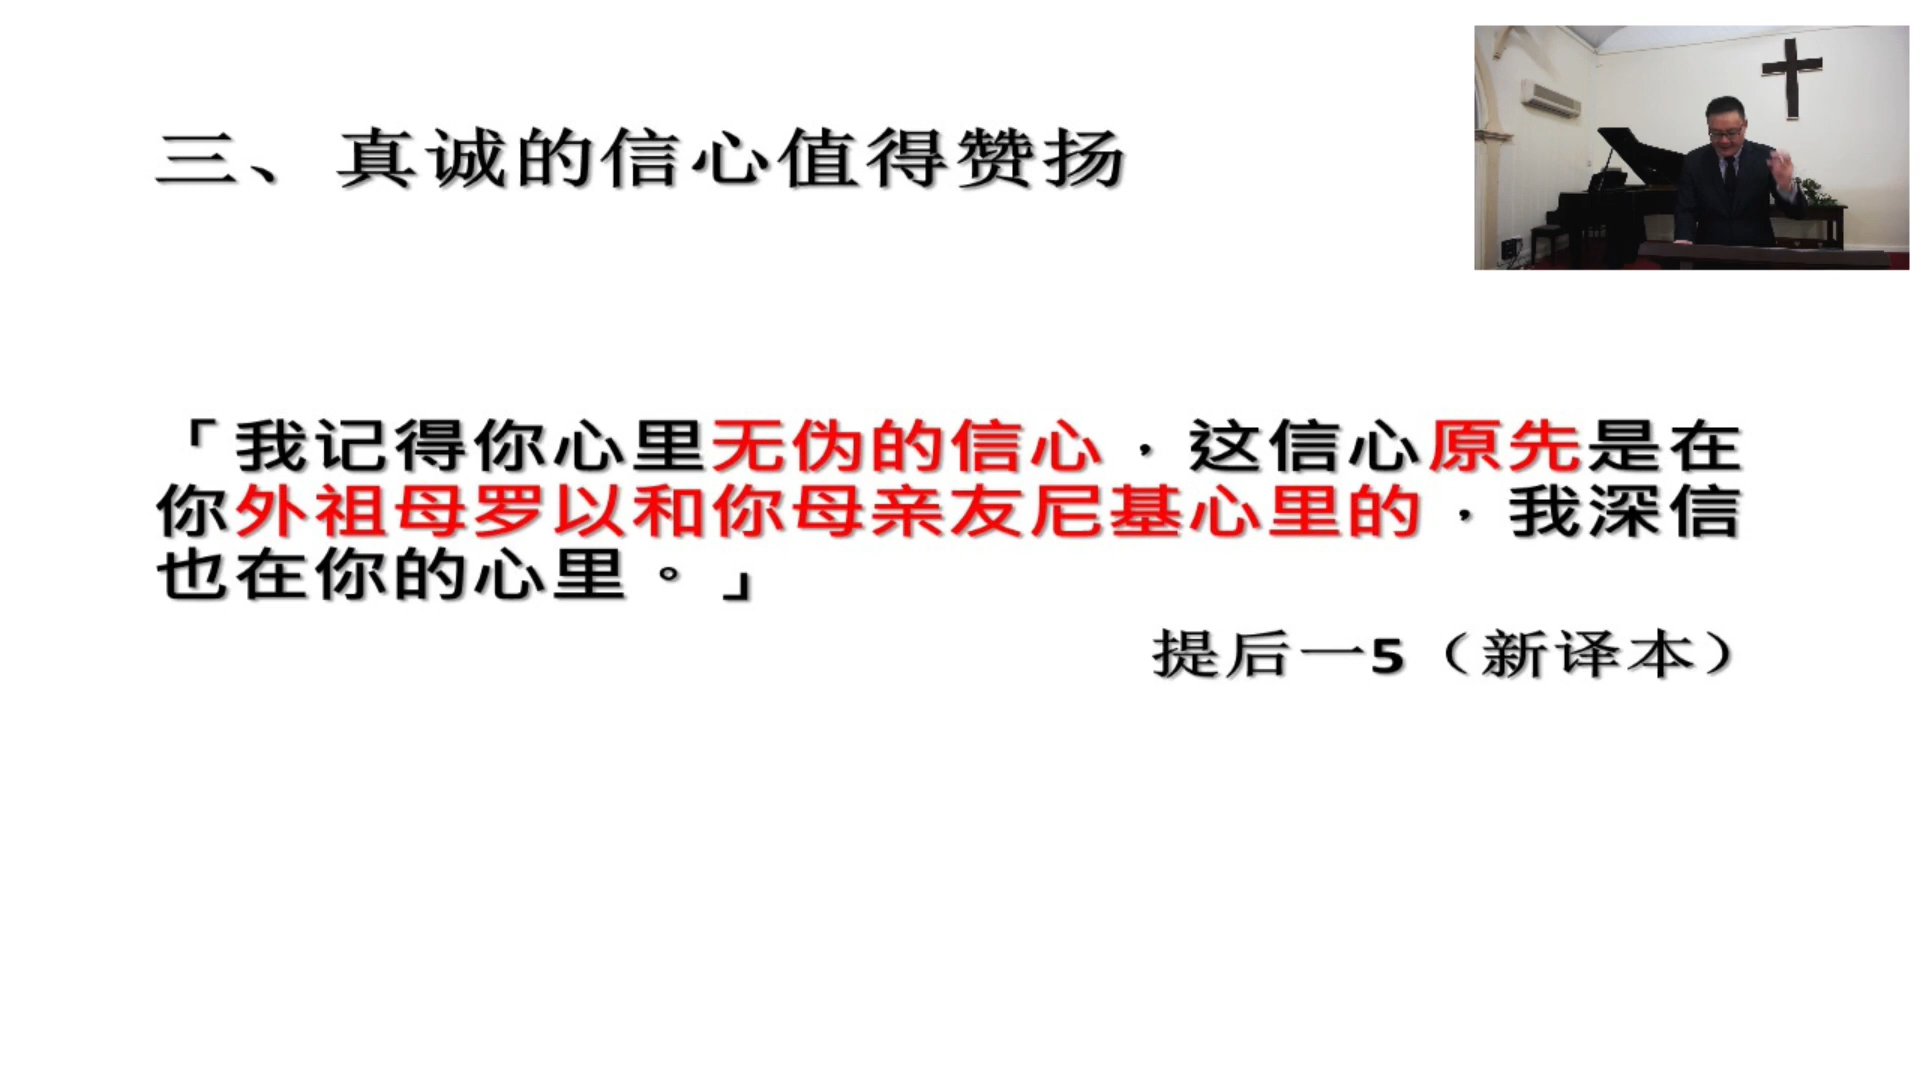 三、 真诚的信心值得赞扬
「我记得你心里无伪的信心，这信心原先是在
你外祖母罗以和你母亲友尼基心里的，我深信
也在你的心里。」
提后一5（新译本）